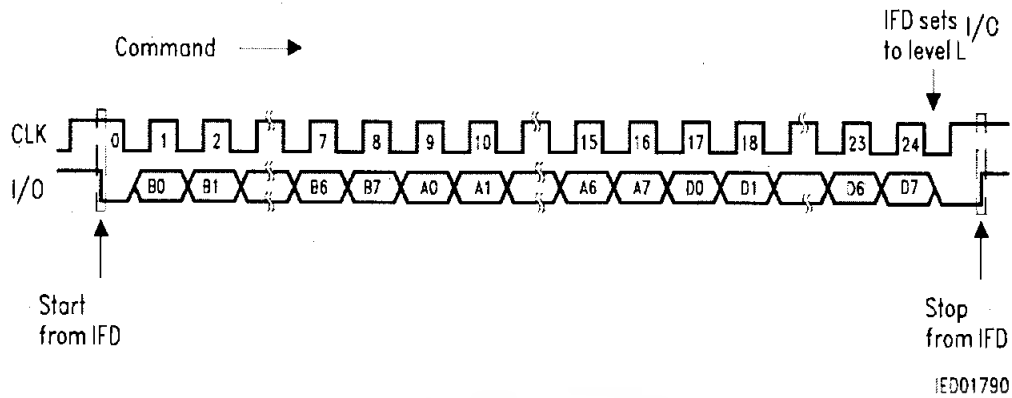 IFD sets I/O
to level L
Command
CLK 0 1 2 7 8 9 10 15 16 17 18 23 24
I/O B0 B1 B6 B7 A0 A1 A6 A7 D0 D1 D6 D7
Start
from IFD
Stop
from IFD
IED01790